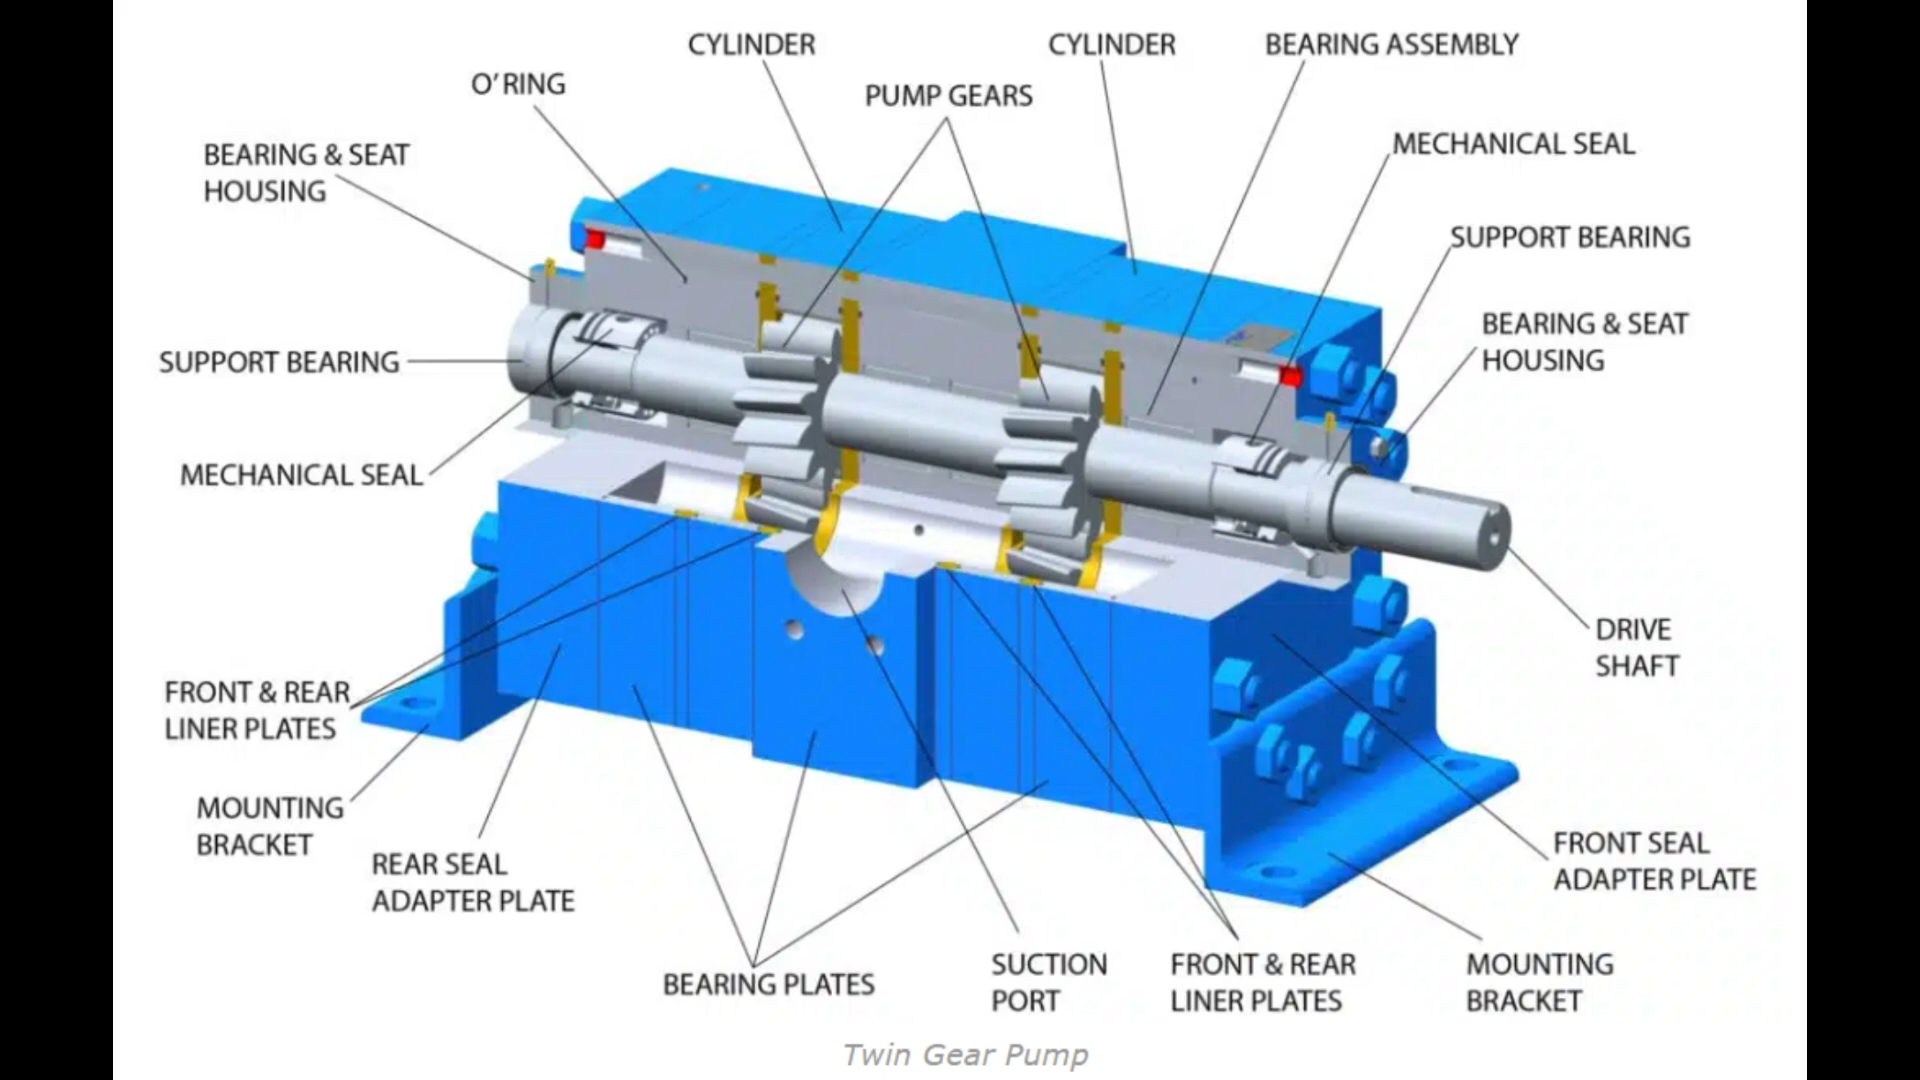 CYLINDER
CYLINDER
BEARING ASSEMBLY
O' RING
PUMP GEARS
MECHANICAL SEAL
BEARING & SEAT
HOUSING
SUPPORT BEARING
BEARING & SEAT
HOUSING
SUPPORT BEARING
MECHANICAL SEAL
DRIVE
SHAFT
FRONT & REAR
LINER PLATES
MOUNTING
BRACKET
REAR SEAL
ADAPTER PLATE
FRONT SEAL
ADAPTER PLATE
BEARING PLATES
SUCTION
PORT
FRONT & REAR
LINER PLATES
MOUNTING
BRACKET
Twin Gear Pump